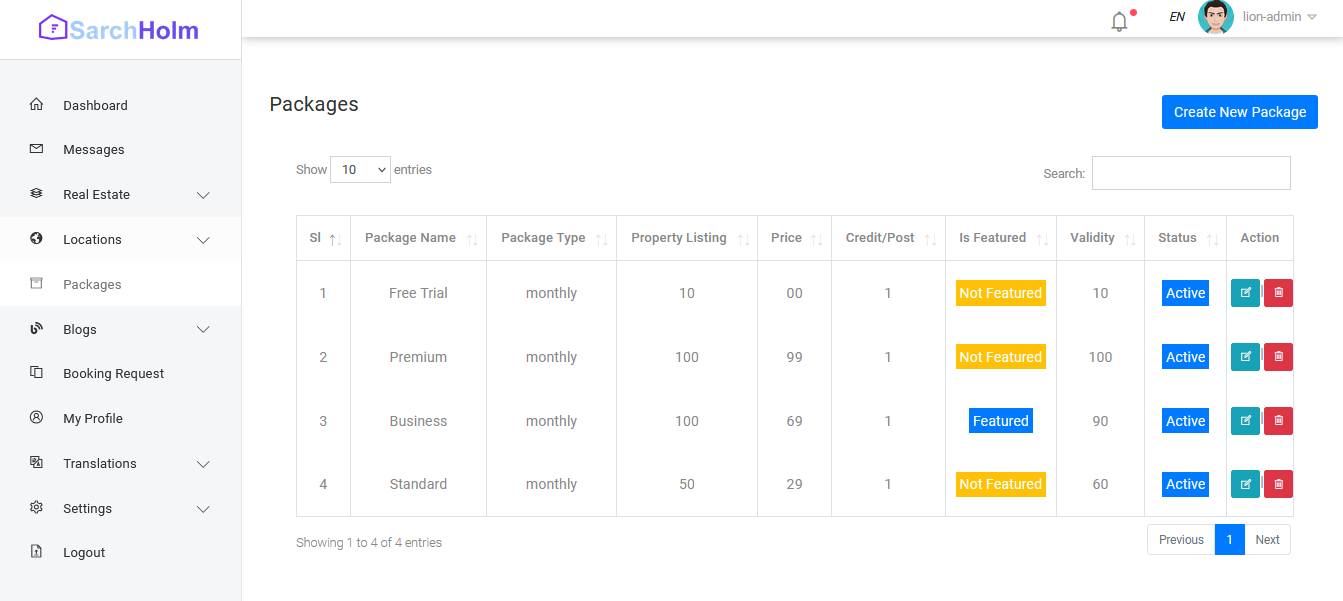 SarchHolm
EN lion-admin
Dashboard
Messages
Real Estate
Locations
Packages
Blogs
Booking Request
My Profile
Translations
Settings
Logout
Packages
Create New Package
Show 10 entries
Search:
Sl Package Name Package Type Property Listing Price Credit/Post Is Featured Validity Status Action
1 Free Trial monthly 10 00 1 Not Featured 10 Active
2 Premium monthly 100 99 1 Not Featured 100 Active
3 Business monthly 100 69 1 Featured 90 Active
4 Standard monthly 50 29 1 Not Featured 60 Active
Showing 1 to 4 of 4 entries
Previous 1 Next